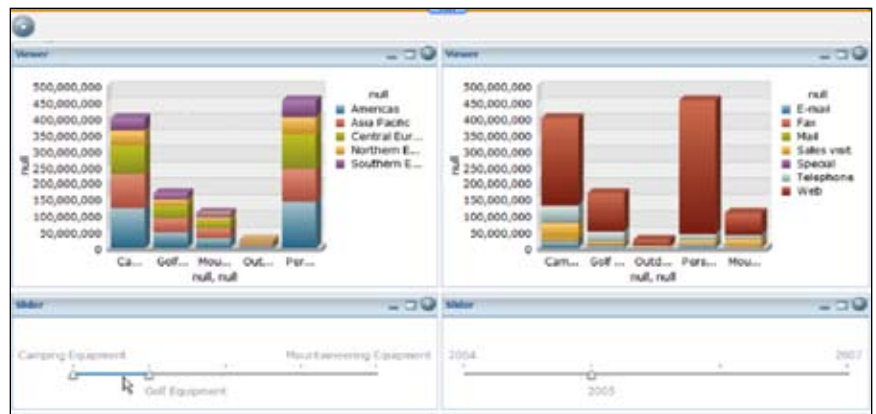 Viewer
null
500,000,000
450,000,000
400,000,000
350,000,000
300,000,000
250,000,000
200,000,000
150,000,000
100,000,000
50,000,000
0
null
Americas
Asia Pacific
Central Eur...
Northern E...
Southern E...
Ca... Golf... Mou... Out... Per...
null, null
Viewer
null
500,000,000
450,000,000
400,000,000
350,000,000
300,000,000
250,000,000
200,000,000
150,000,000
100,000,000
50,000,000
0
null
E-mail
Fax
Mail
Sales visit
Special
Telephone
Web
Cam... Golf ... Outd... Pers... Mou...
null, null
Slider
Camping Equipment Mountaineering Equipment
Golf Equipment
Slider
2004 2007
2005